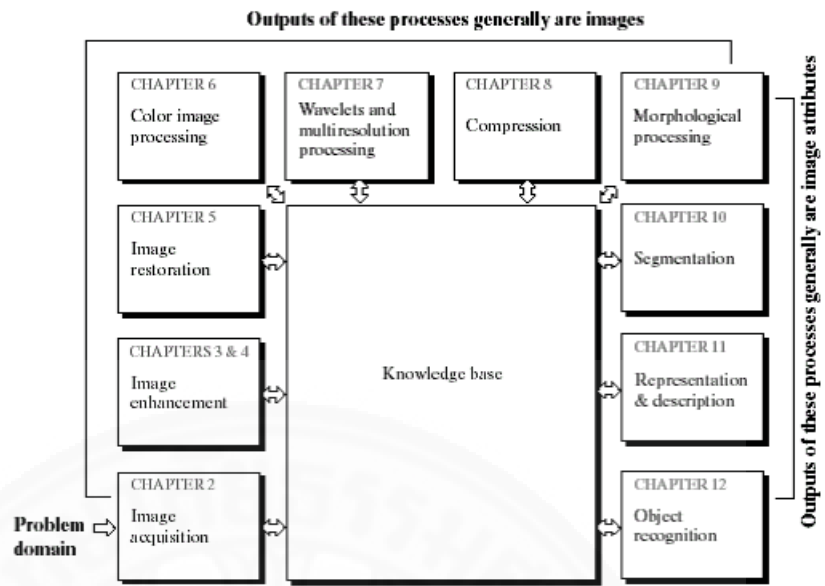 Outputs of these processes generally are images
CHAPTER 6
Color image
processing
CHAPTER 7
Wavelets and
multiresolution
processing
CHAPTER 8
Compression
CHAPTER 9
Morphological
processing
CHAPTER 5
Image
restoration
CHAPTER 10
Segmentation
CHAPTERS 3 & 4
Image
enhancement
Knowledge base
CHAPTER 11
Representation
& description
Problem
domain
CHAPTER 2
Image
acquisition
CHAPTER 12
Object
recognition
Outputs of these processes generally are image attributes